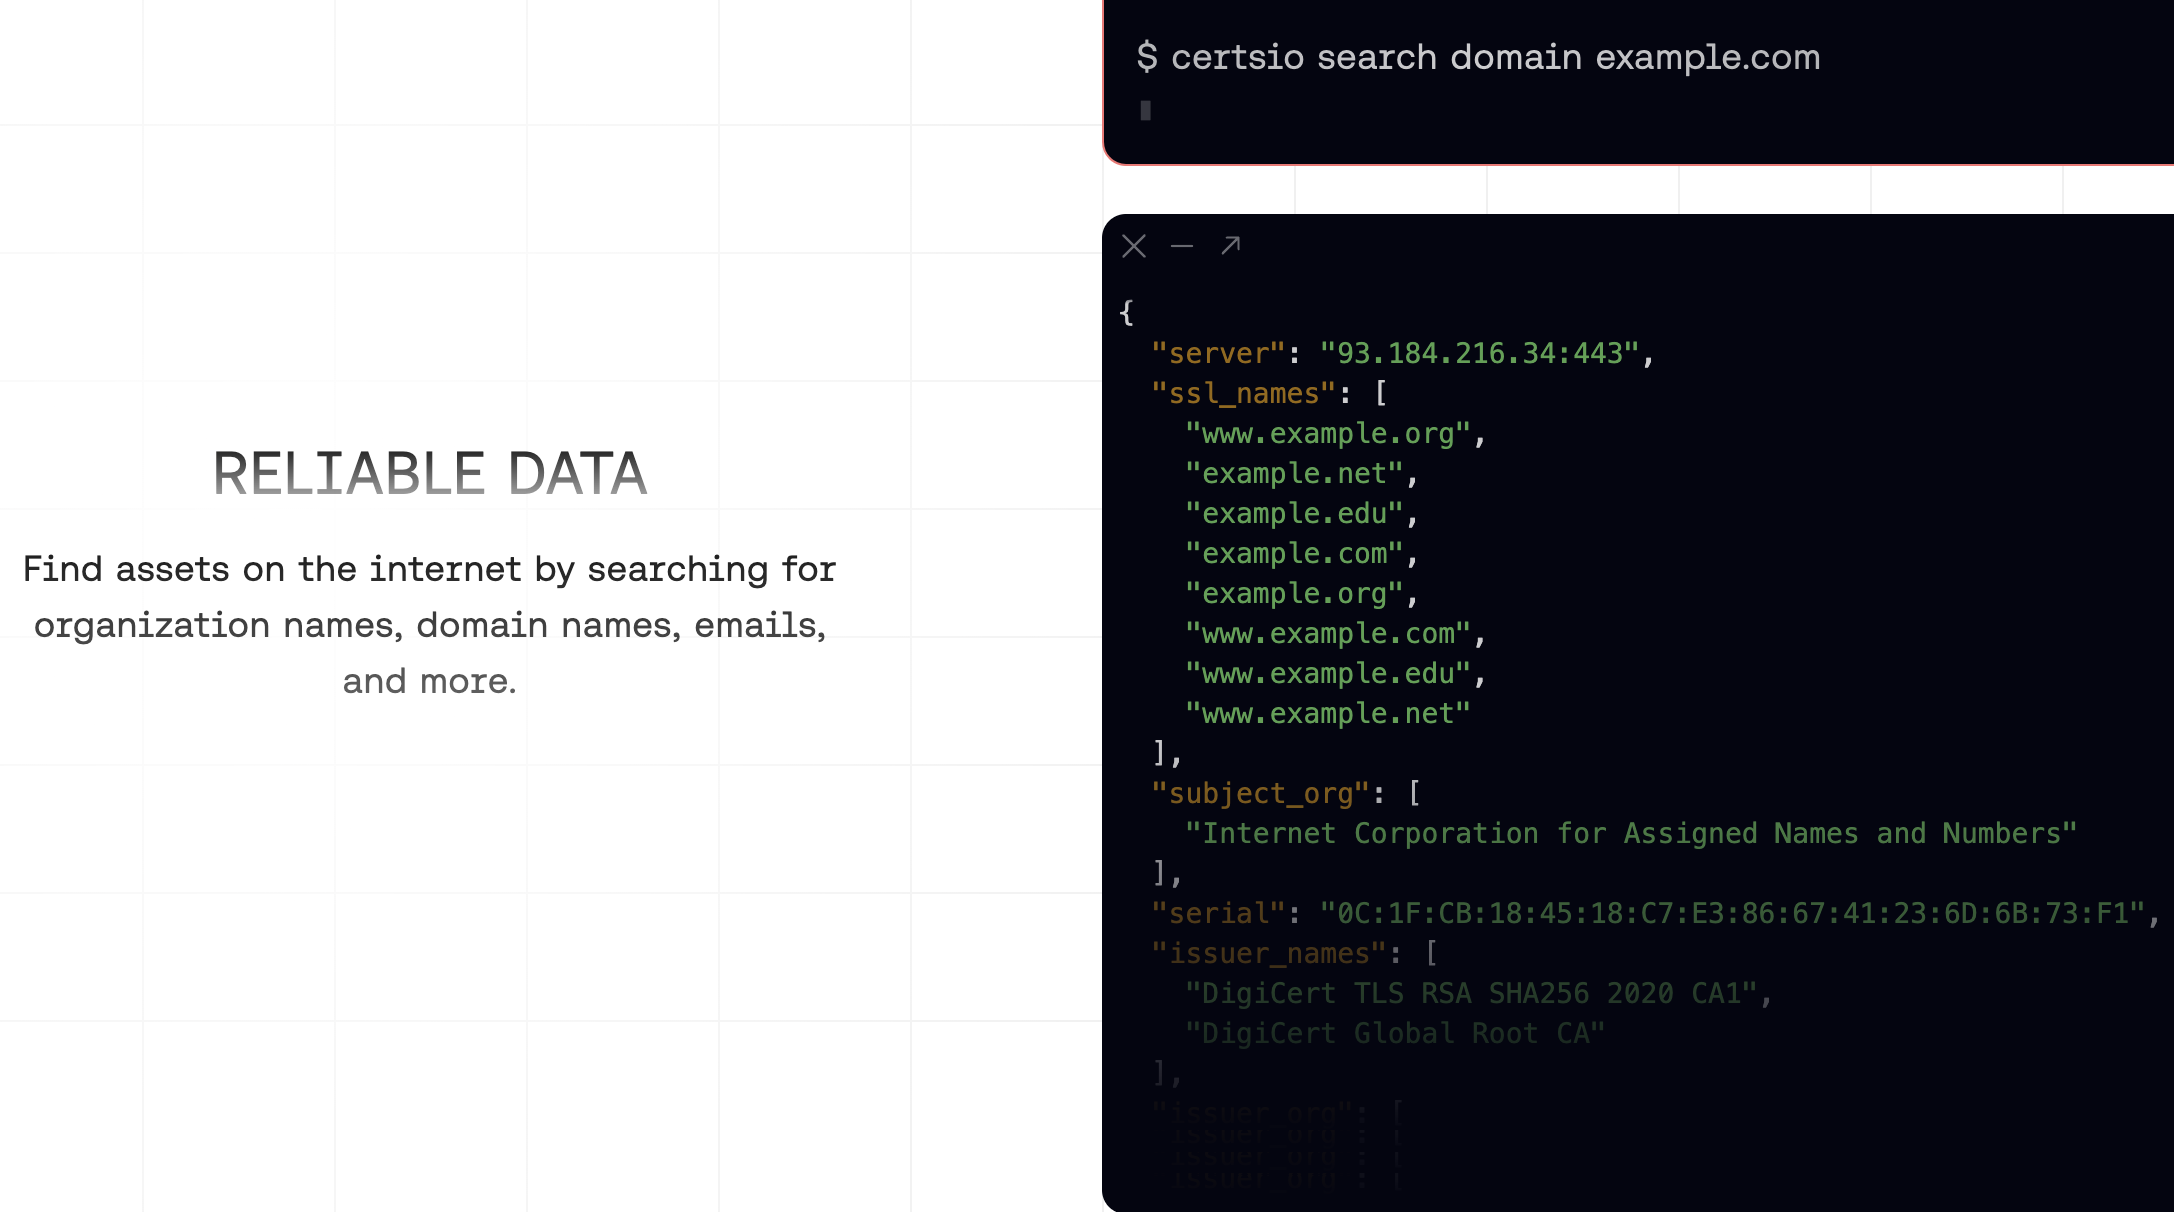 RELIABLE DATA
Find assets on the internet by searching for
organization names, domain names, emails,
and more.
$ certsio search domain example.com
{
"server": "93.184.216.34:443",
"ssl_names": [
"www.example.org",
"example.net",
"example.edu",
"example.com",
"example.org",
"www.example.com",
"www.example.edu",
"www.example.net"
],
"subject_org": [
"Internet Corporation for Assigned Names and Numbers"
],
"serial": "0C:1F:CB:18:45:18:C7:E3:86:67:41:23:6D:6B:73:F1",
"issuer_names": [
"DigiCert TLS RSA SHA256 2020 CA1",
"DigiCert Global Root CA"
],
"issuer_org": [